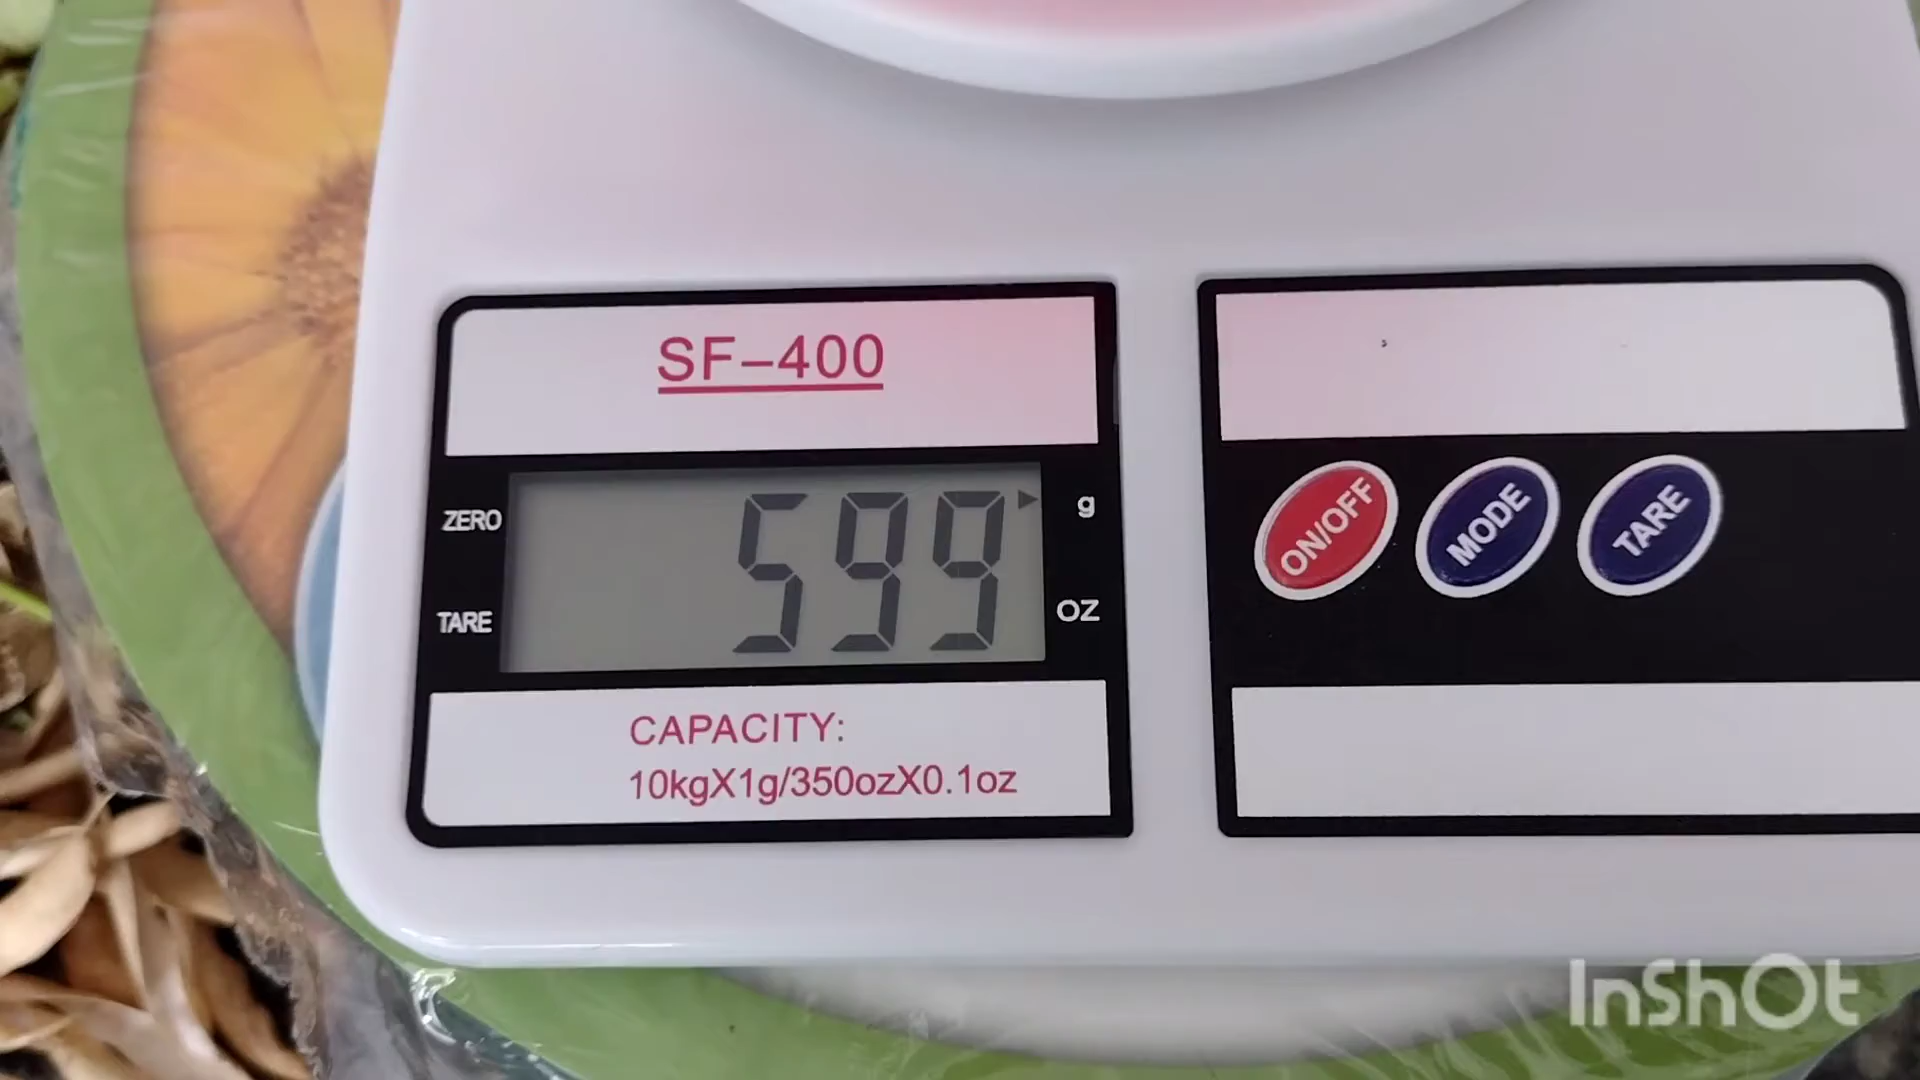 SF-400
ZERO
TARE
599
g
OZ
CAPACITY:
10kgX1g/350ozX0.1oz
ON/OFF
MODE
TARE
InShOt